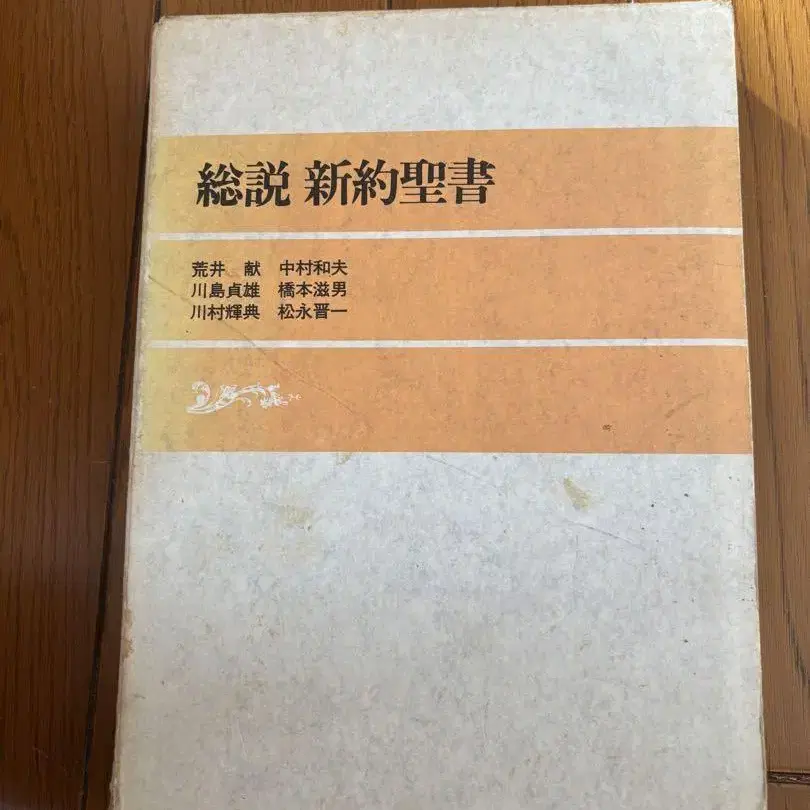 総説 新約聖書
荒井 献 中村和夫
川島貞雄 橋本滋男
川村輝典 松永晋一